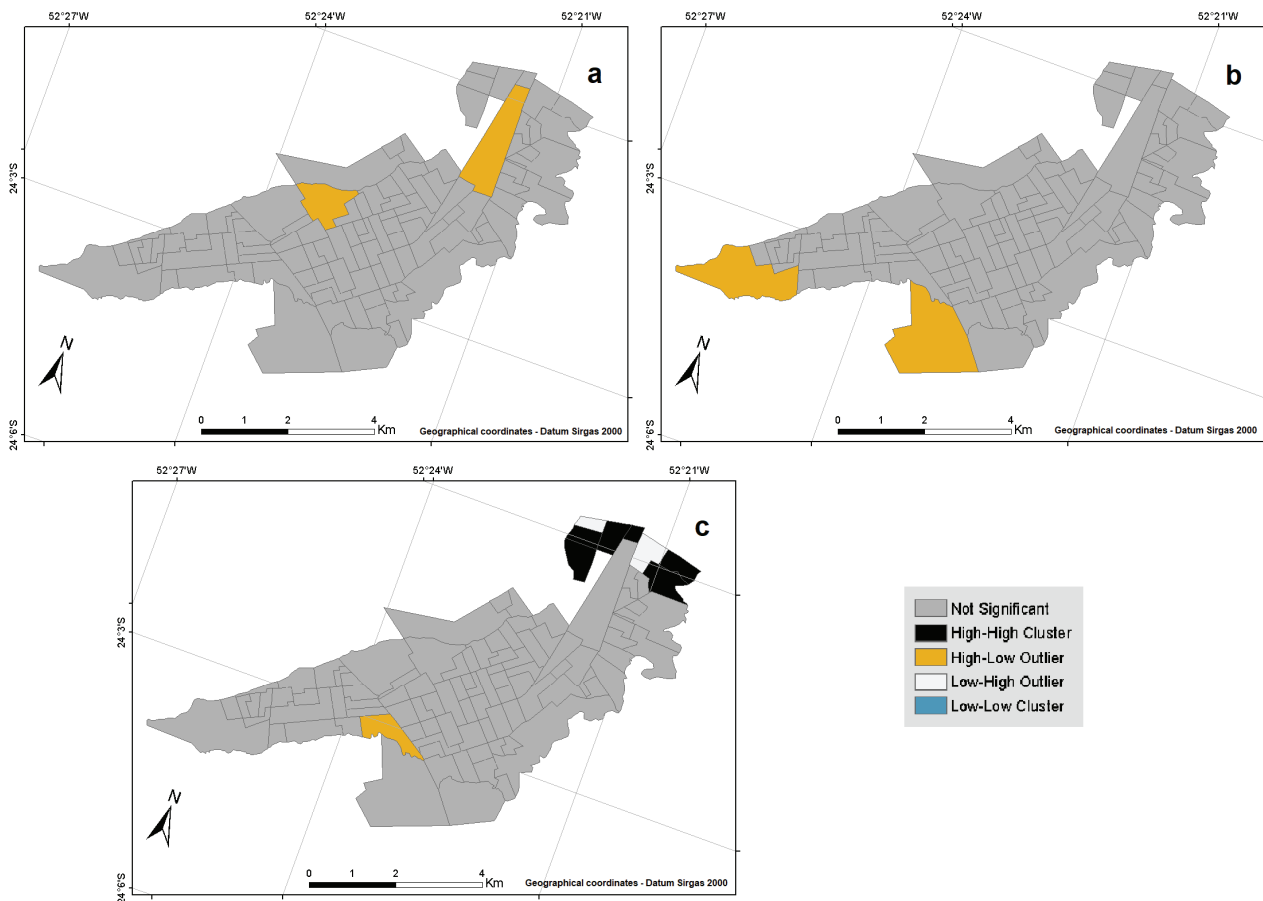 52°27'W
52°24'W
52°21'W
a
24°3'S
N
0 1 2 4
Km
Geographical coordinates - Datum Sirgas 2000
24°6'S
52°27'W
52°24'W
52°21'W
b
24°3'S
N
0 1 2 4
Km
Geographical coordinates - Datum Sirgas 2000
24°6'S
52°27'W
52°24'W
52°21'W
c
24°3'S
N
0 1 2 4
Km
Geographical coordinates - Datum Sirgas 2000
24°6'S
Not Significant
High-High Cluster
High-Low Outlier
Low-High Outlier
Low-Low Cluster